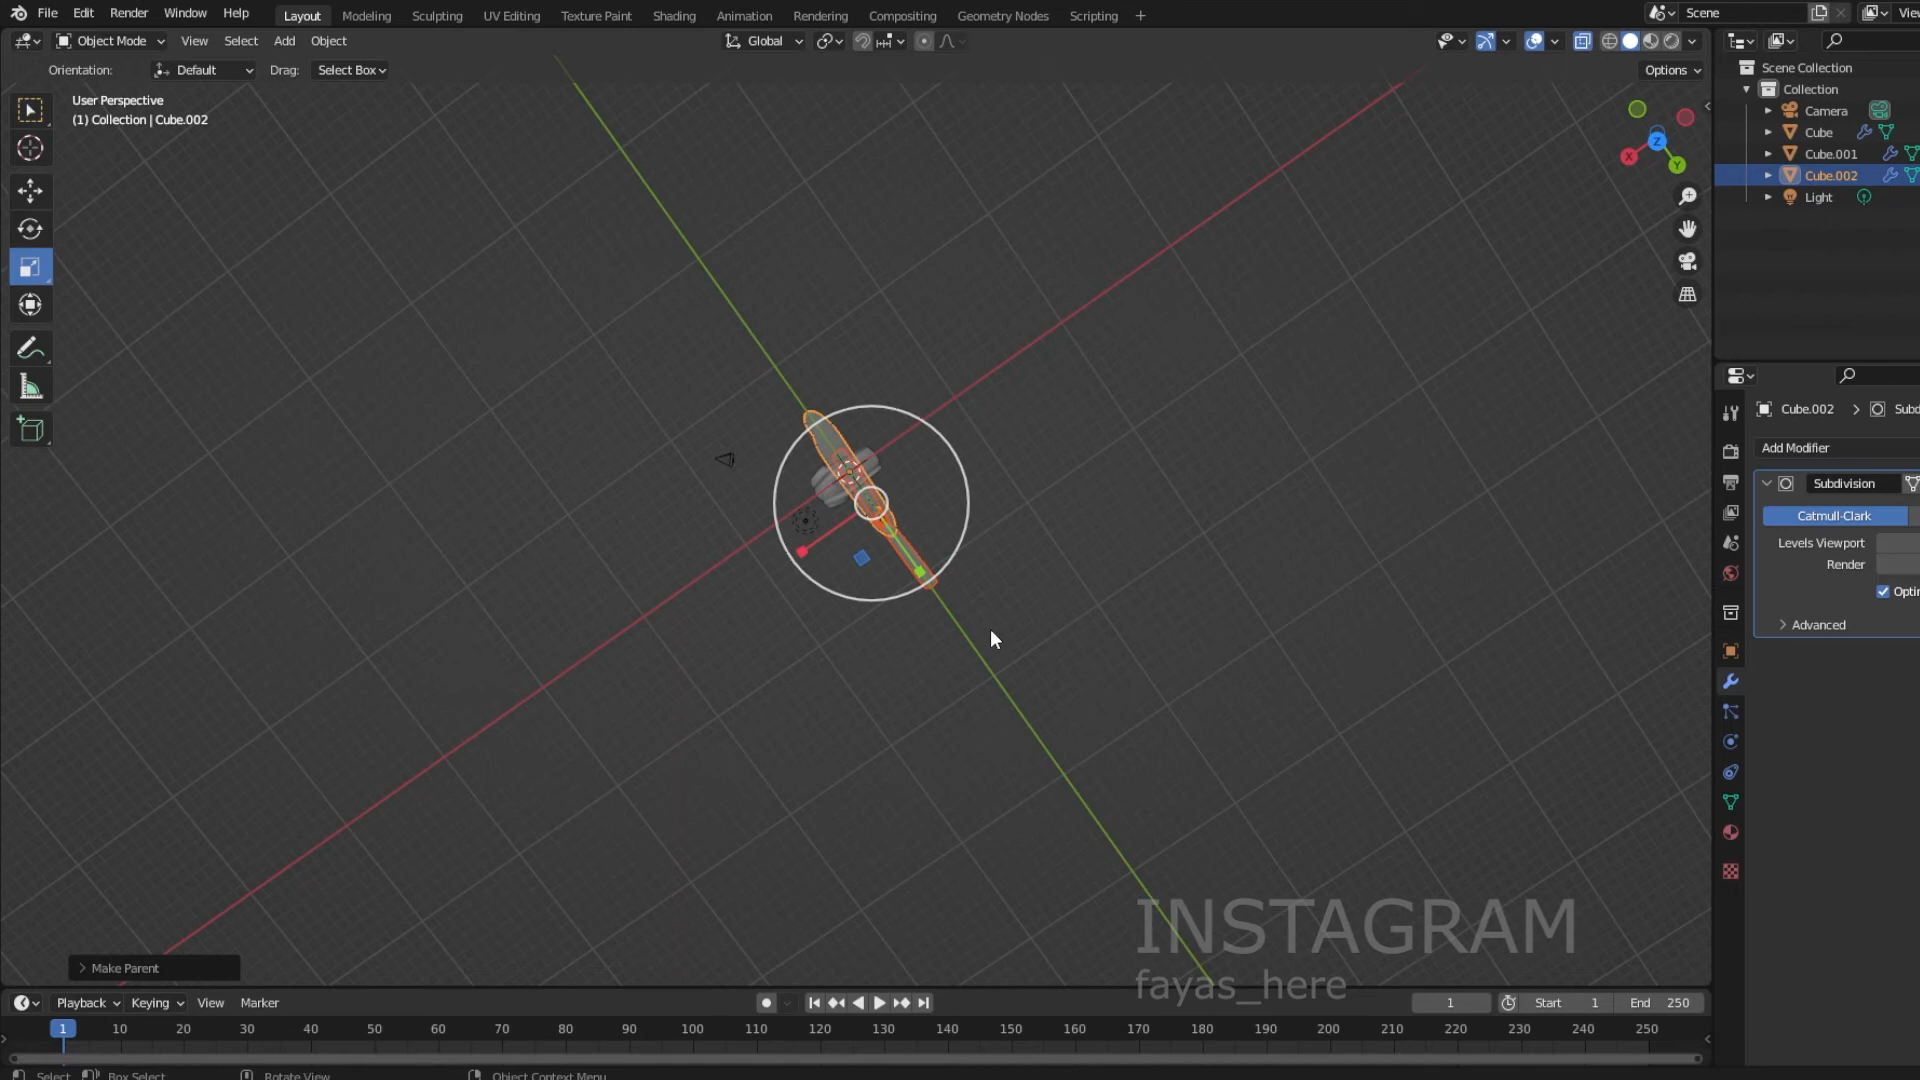 File Edit Render Window Help Layout Modeling Sculpting UV Editing Texture Paint Shading Animation Rendering Compositing Geometry Nodes Scripting + Scene
Object Mode View Select Add Object Global
Orientation: Default Drag: Select Box Options
User Perspective
(1) Collection | Cube.002
Scene Collection
Collection
Camera
Cube
Cube.001
Cube.002
Light
X
Y
Z
Cube.002 > Subd
Add Modifier
Subdivision
Catmull-Clark
Levels Viewport
Render
Optim
Advanced
INSTAGRAM
fayas_here
Make Parent
Playback Keying View Marker 1 Start 1 End 250
1 10 20 30 40 50 60 70 80 90 100 110 120 130 140 150 160 170 180 190 200 210 220 230 240 250
Select Box Select Rotate View Object Context Menu